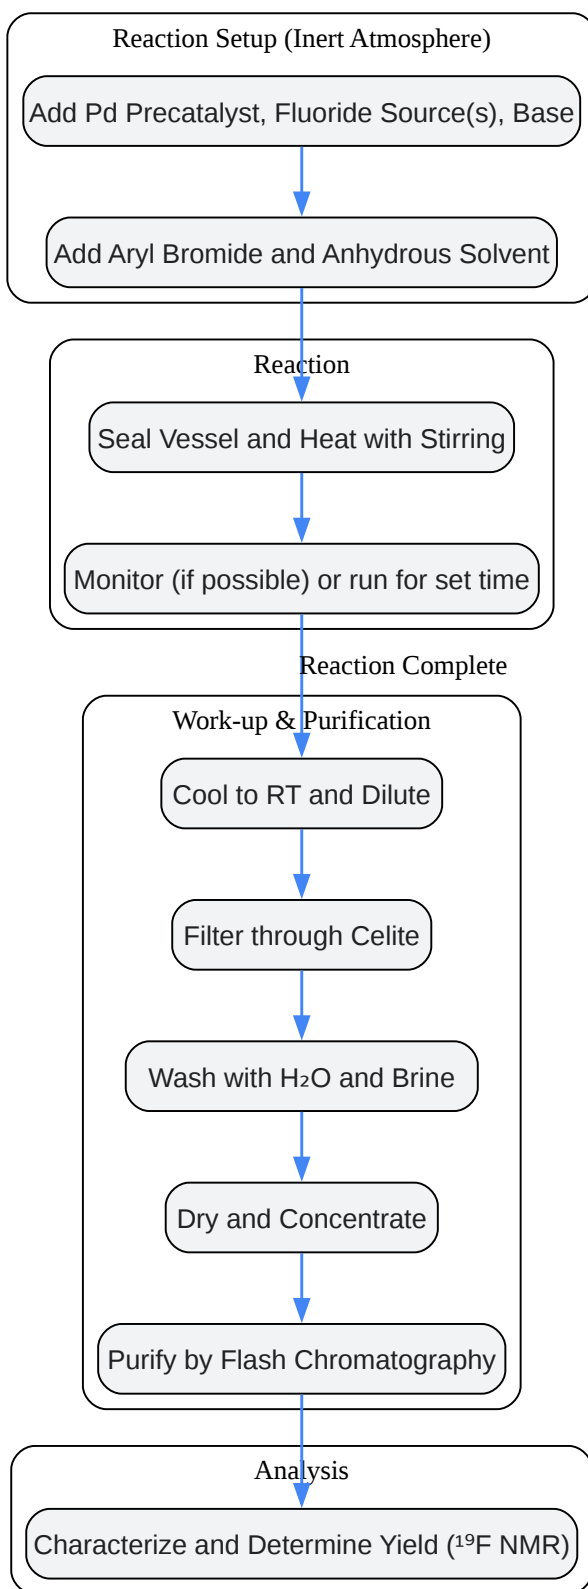 Reaction Setup (Inert Atmosphere)
Add Pd Precatalyst, Fluoride Source(s), Base
Add Aryl Bromide and Anhydrous Solvent
Reaction
Seal Vessel and Heat with Stirring
Monitor (if possible) or run for set time
Reaction Complete
Work-up & Purification
Cool to RT and Dilute
Filter through Celite
Wash with H₂O and Brine
Dry and Concentrate
Purify by Flash Chromatography
Analysis
Characterize and Determine Yield (¹⁹F NMR)